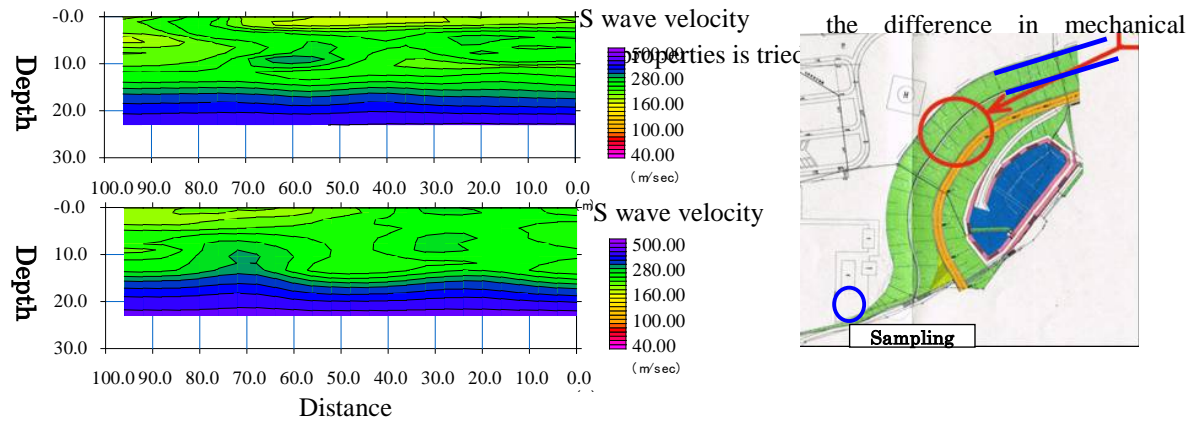 -0.0
10.0
20.0
30.0
Depth
100.0 90.0 80.0 70.0 60.0 50.0 40.0 30.0 20.0 10.0 0.0
(m)
S wave velocity
500.00
280.00
160.00
100.00
40.00
(m/sec)
-0.0
10.0
20.0
30.0
Depth
100.0 90.0 80.0 70.0 60.0 50.0 40.0 30.0 20.0 10.0 0.0
Distance
S wave velocity
500.00
280.00
160.00
100.00
40.00
(m/sec)
the difference in mechanical
properties is tried
H
Sampling